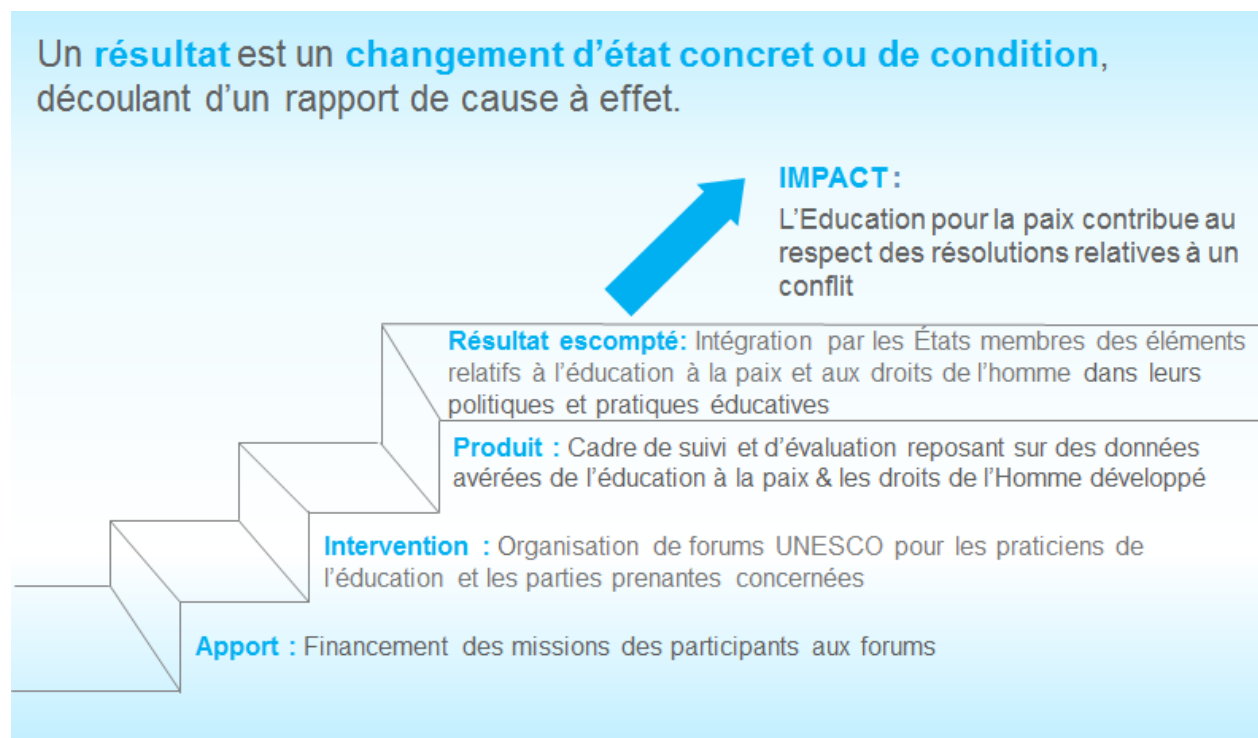 Un résultat est un changement d'état concret ou de condition,
découlant d'un rapport de cause à effet.
IMPACT :
L'Education pour la paix contribue au
respect des résolutions relatives à un
conflit
Résultat escompté: Intégration par les États membres des éléments
relatifs à l'éducation à la paix et aux droits de l'homme dans leurs
politiques et pratiques éducatives
Produit : Cadre de suivi et d'évaluation reposant sur des données
avérées de l'éducation à la paix & les droits de l'Homme développé
Intervention : Organisation de forums UNESCO pour les praticiens de
l'éducation et les parties prenantes concernées
Apport : Financement des missions des participants aux forums